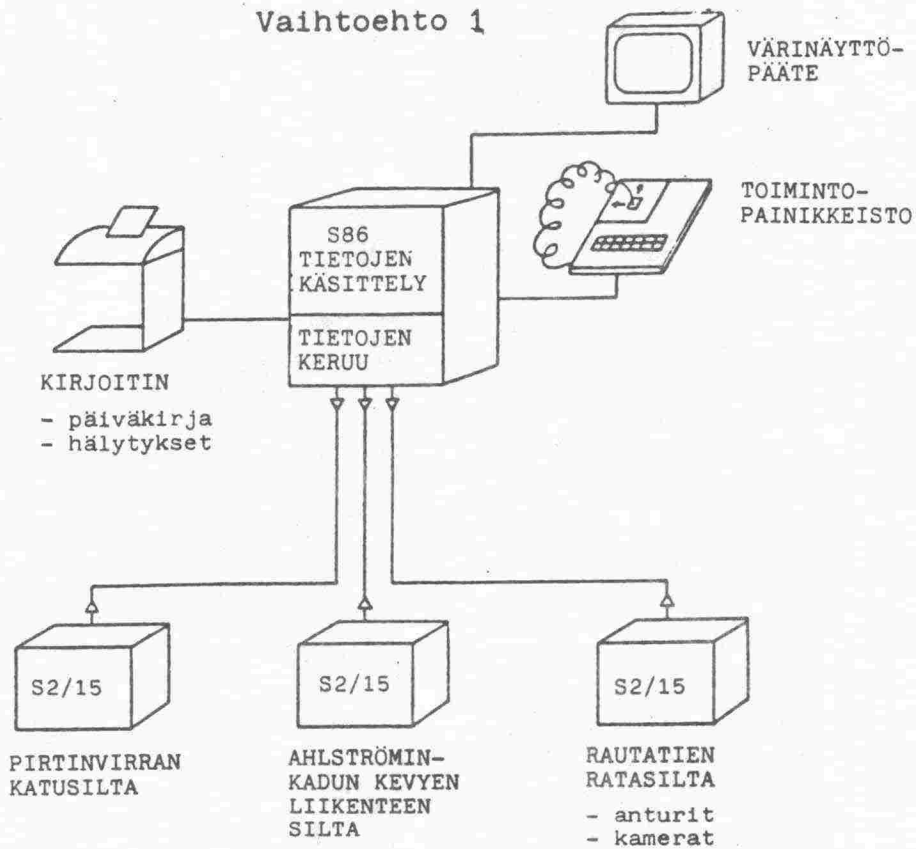 Vaihtoehto 1
VÄRINÄYTTÖ-
PÄÄTE
TOIMINTO-
PAINIKKEISTO
S86
TIETOJEN
KÄSITTELY
TIETOJEN
KERUU
KIRJOITIN
- päiväkirja
- hälytykset
S2/15
S2/15
S2/15
PIRTINVIRRAN
KATUSILTA
AHLSTRÖMIN-
KADUN KEVYEN
LIIKENTEEN
SILTA
RAUTATIEN
RATASILTA
- anturit
- kamerat